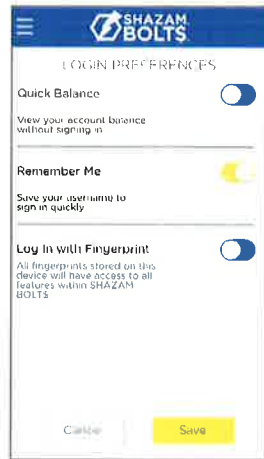 SHAZAM
BOLTS
LOGIN PREFERENCES
Quick Balance
View your account balance
without signing in
Remember Me
Save your username to
sign in quickly
Log In with Fingerprint
All fingerprints stored on this
device will have access to all
features within SHAZAM
BOLTS
Cancel
Save